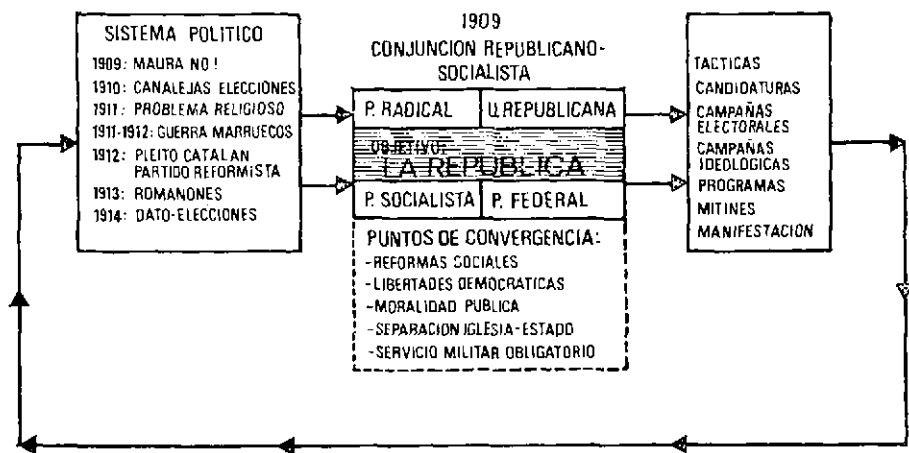 SISTEMA POLITICO
1909: MAURA NO!
1910: CANALEJAS ELECCIONES
1911: PROBLEMA RELIGIOSO
1911-1912: GUERRA MARRUECOS
1912: PLEITO CATALAN
PARTIDO REFORMISTA
1913: ROMANONES
1914: DATO-ELECCIONES
1909
CONJUNCION REPUBLICANO-
SOCIALISTA
P. RADICAL
U. REPUBLICANA
OBJETIVO:
LA REPUBLICA
P. SOCIALISTA
P. FEDERAL
PUNTOS DE CONVERGENCIA:
-REFORMAS SOCIALES
-LIBERTADES DEMOCRATICAS
-MORALIDAD PUBLICA
-SEPARACION IGLESIA-ESTADO
-SERVICIO MILITAR OBLIGATORIO
TACTICAS
CANDIDATURAS
CAMPAÑAS
ELECTORALES
CAMPAÑAS
IDEOLOGICAS
PROGRAMAS
MITINES
MANIFESTACION